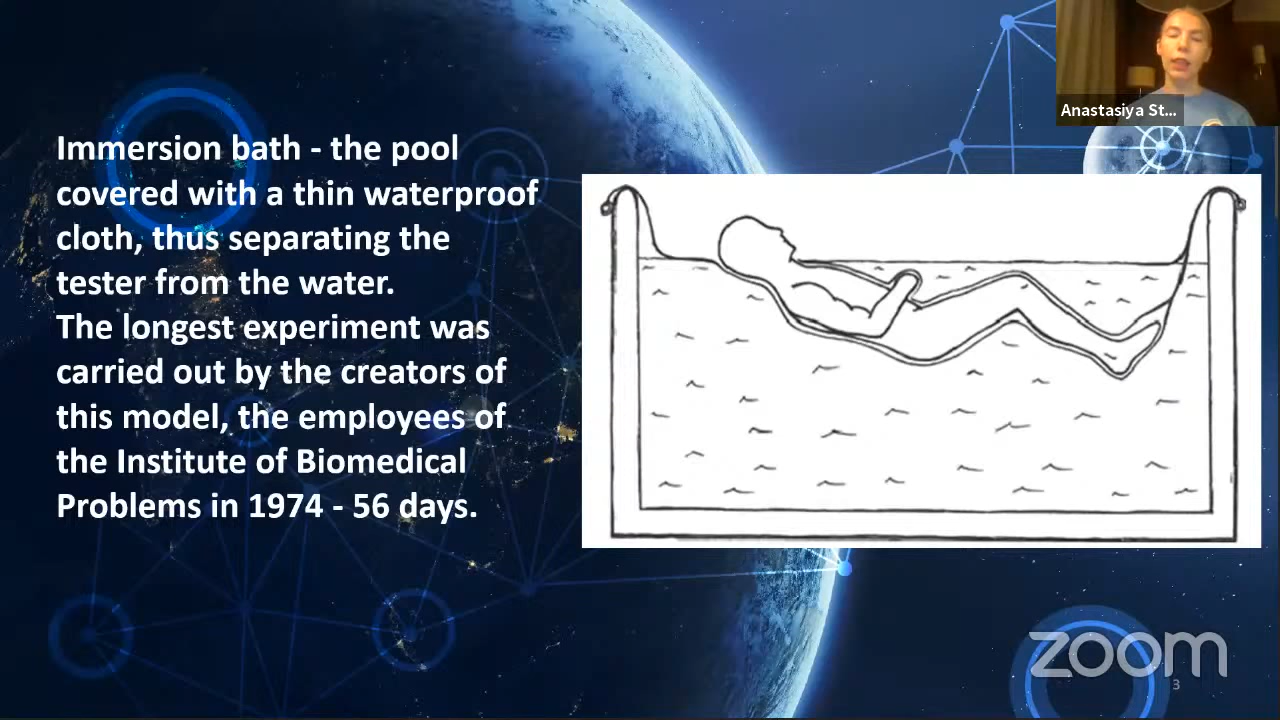 Anastasiya St...
Immersion bath - the pool
covered with a thin waterproof
cloth, thus separating the
tester from the water.
The longest experiment was
carried out by the creators of
this model, the employees of
the Institute of Biomedical
Problems in 1974 - 56 days.
zoom
3